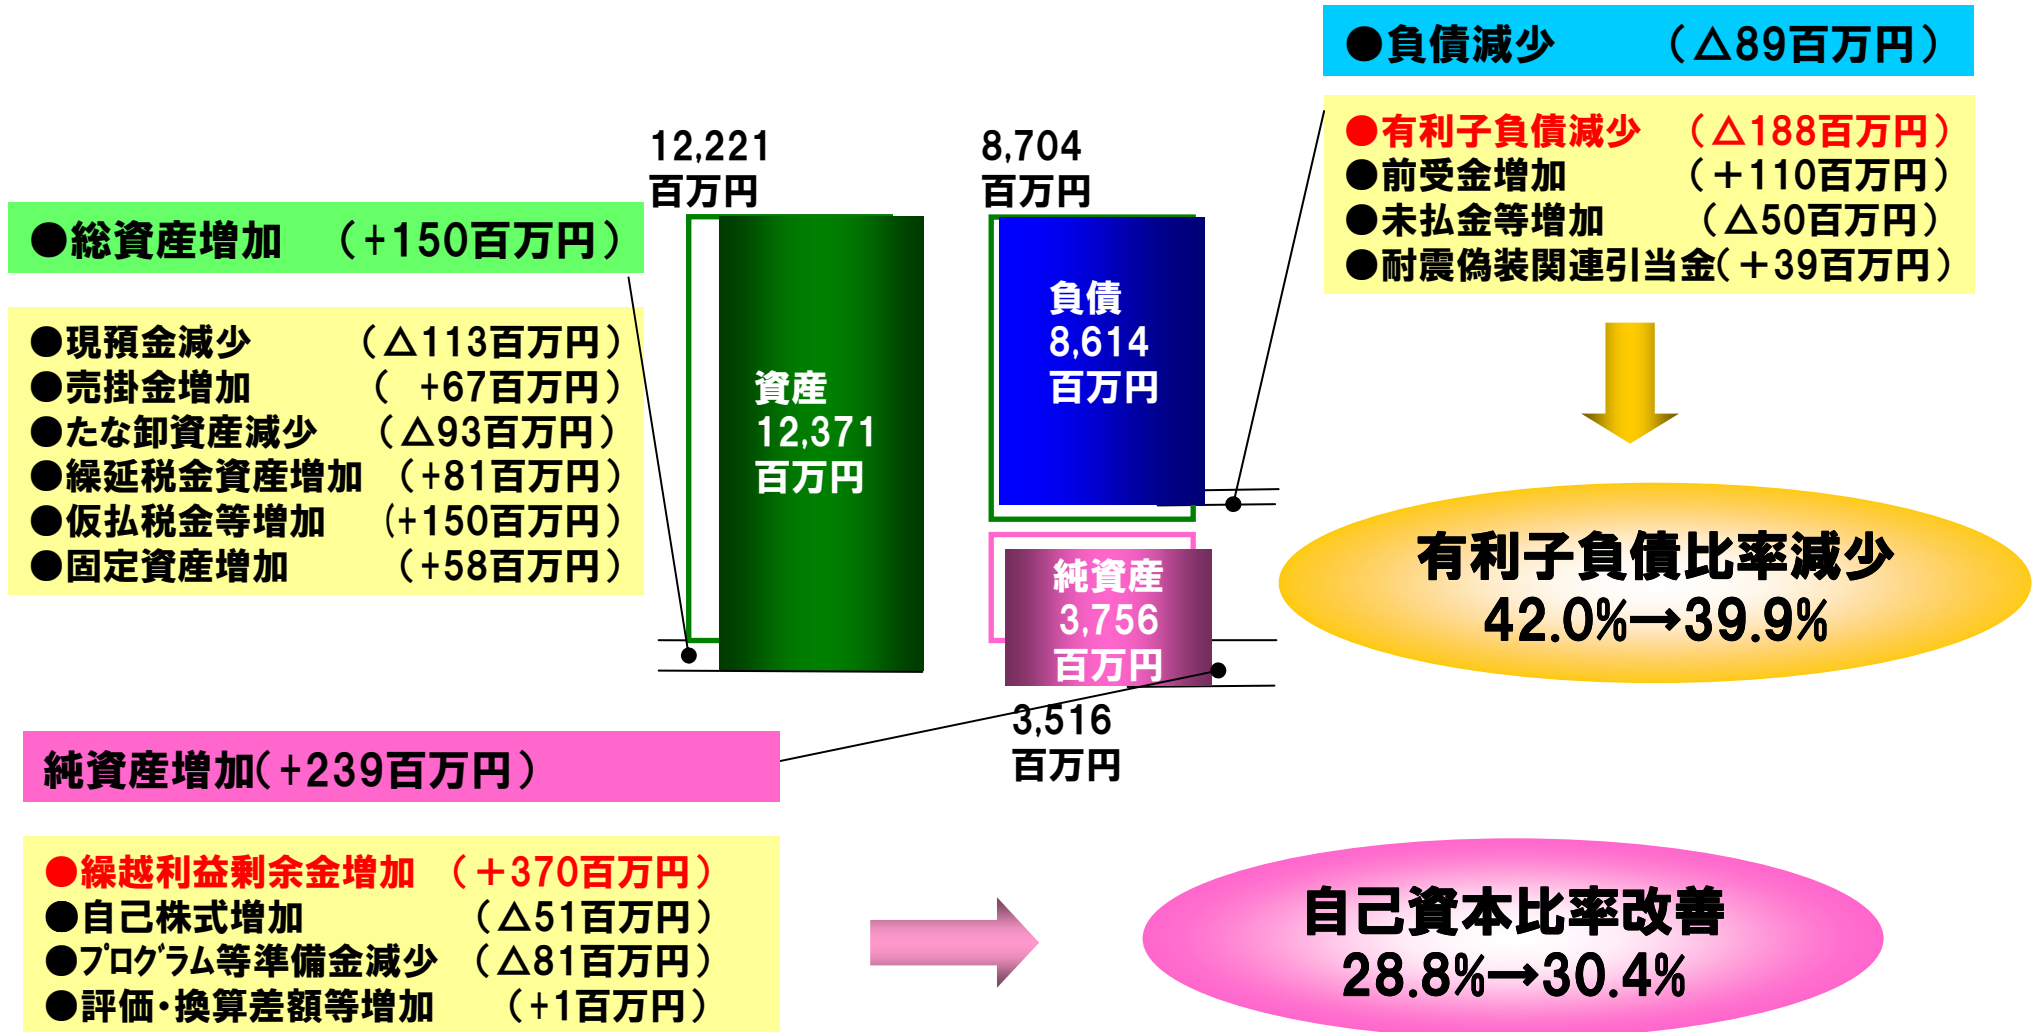 ●負債減少 (△89百万円)
●有利子負債減少 (△188百万円)
●前受金増加 (+110百万円)
●未払金等増加 (△50百万円)
●耐震偽装関連引当金(+39百万円)
12,221
百万円
8,704
百万円
●総資産増加 (+150百万円)
●現預金減少 (△113百万円)
●売掛金増加 ( +67百万円)
●たな卸資産減少 (△93百万円)
●繰延税金資産増加 (+81百万円)
●仮払税金等増加 (+150百万円)
●固定資産増加 (+58百万円)
資産
12,371
百万円
負債
8,614
百万円
純資産
3,756
百万円
3,516
百万円
有利子負債比率減少
42.0%→39.9%
純資産増加(+239百万円)
●繰越利益剰余金増加 (+370百万円)
●自己株式増加 (△51百万円)
●プログラム等準備金減少 (△81百万円)
●評価・換算差額等増加 (+1百万円)
自己資本比率改善
28.8%→30.4%